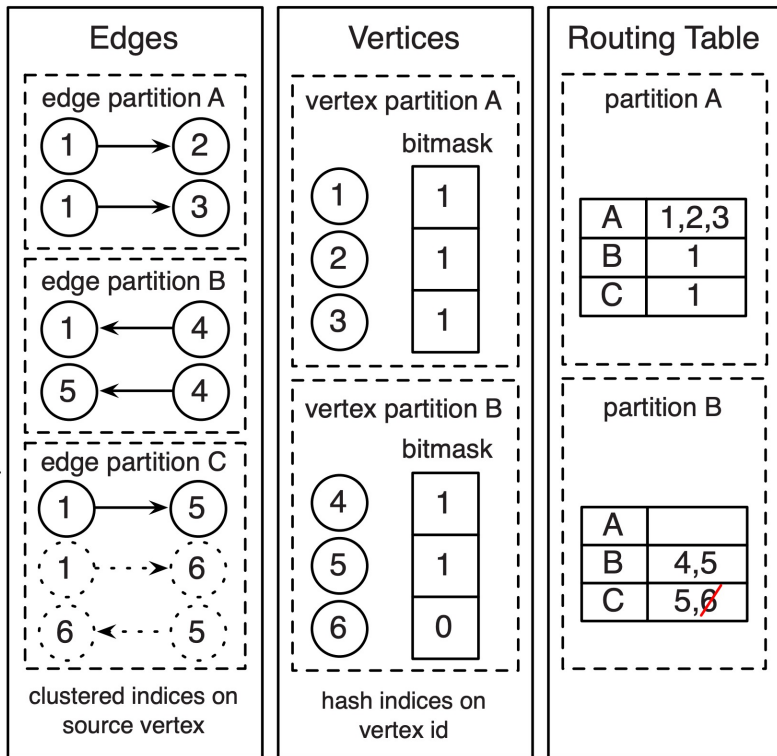 Edges
edge partition A
1 2
1 3
edge partition B
1 4
5 4
edge partition C
1 5
1 6
6 5
clustered indices on
source vertex
Vertices
vertex partition A
bitmask
1 1
2 1
3 1
vertex partition B
bitmask
4 1
5 1
6 0
hash indices on
vertex id
Routing Table
partition A
A 1,2,3
B 1
C 1
partition B
A
B 4,5
C 5,6